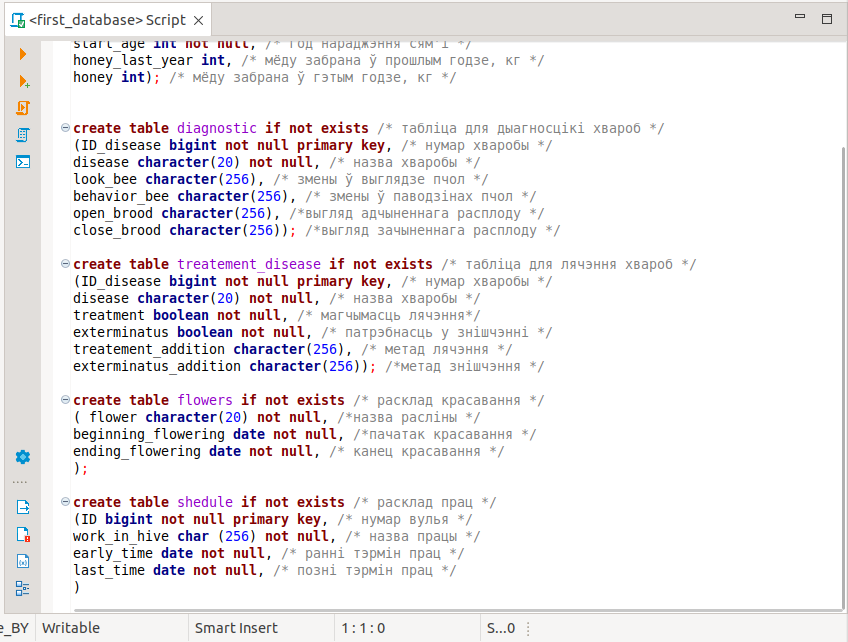 <first_database> Script
start_age int not null, /* год нараджэння сям'і */
honey_last_year int, /* мёду забрана ў прошлым годзе, кг */
honey int); /* мёду забрана ў гэтым годзе, кг */
create table diagnostic if not exists /* табліца для дыагносцікі хвароб */
(ID_disease bigint not null primary key, /* нумар хваробы */
disease character(20) not null, /* назва хваробы */
look_bee character(256), /* змены ў выглядзе пчол */
behavior_bee character(256), /* змены ў паводзінах пчол */
open_brood character(256), /*выгляд адчыненнага расплоду */
close_brood character(256)); /*выгляд зачыненнага расплоду */
create table treatement_disease if not exists /* табліца для лячэння хвароб */
(ID_disease bigint not null primary key, /* нумар хваробы */
disease character(20) not null, /* назва хваробы */
treatment boolean not null, /* магчымасць лячэння*/
exterminatus boolean not null, /* патрэбнасць у знішчэнні */
treatement_addition character(256), /* метад лячэння */
exterminatus_addition character(256)); /*метад знішчэння */
create table flowers if not exists /* расклад красавання */
( flower character(20) not null, /*назва расліны */
beginning_flowering date not null, /*пачатак красавання */
ending_flowering date not null, /* канец красавання */
);
create table shedule if not exists /* расклад прац */
(ID bigint not null primary key, /* нумар вулья */
work_in_hive char (256) not null, /* назва працы */
early_time date not null, /* ранні тэрмін прац */
last_time date not null, /* позні тэрмін прац */
)
e_BY Writable Smart Insert 1 : 1 : 0 S...0